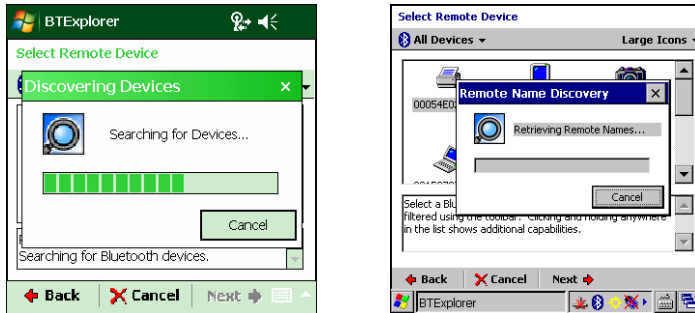 BTExplorer
Select Remote Device
Discovering Devices
Searching for Devices...
Cancel
Searching for Bluetooth devices.
Back Cancel Next
Select Remote Device
All Devices Large Icons
00054E0
Remote Name Discovery
Retrieving Remote Names...
Cancel
Select a Blu
filtered using the toolbar. Clicking and holding anywhere
in the list shows additional capabilities.
Back Cancel Next
BTExplorer